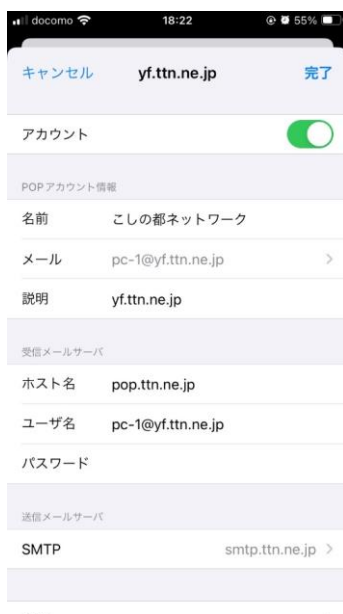 docomo 18:22 55%
キャンセル yf.ttn.ne.jp 完了
アカウント
POPアカウント情報
名前 こしの都ネットワーク
メール pc-1@yf.ttn.ne.jp
説明 yf.ttn.ne.jp
受信メールサーバ
ホスト名 pop.ttn.ne.jp
ユーザ名 pc-1@yf.ttn.ne.jp
パスワード
送信メールサーバ
SMTP smtp.ttn.ne.jp